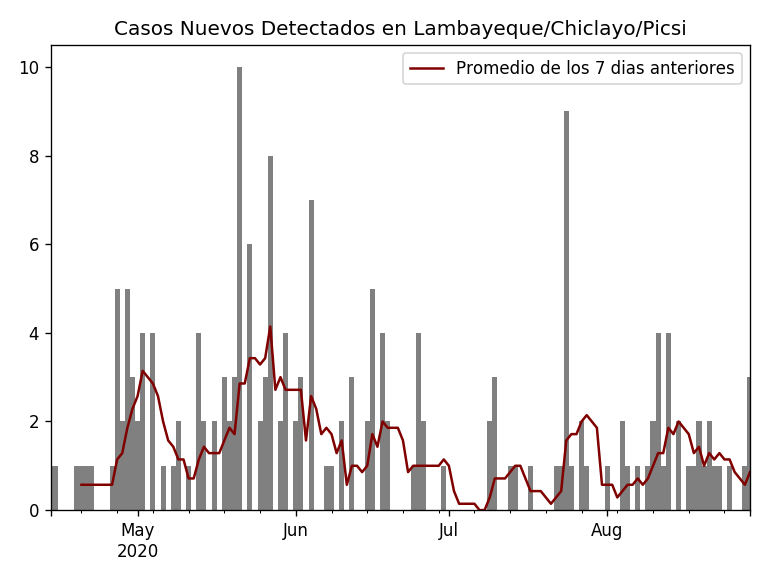 Casos Nuevos Detectados en Lambayeque/Chiclayo/Picsi
Promedio de los 7 dias anteriores
10
8
6
4
2
0
May Jun Jul Aug
2020